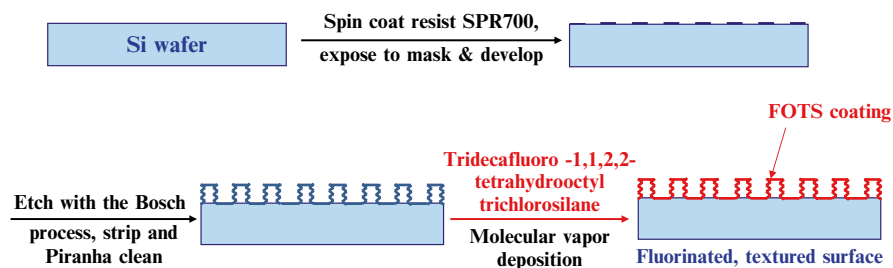 Si wafer
Spin coat resist SPR700,
expose to mask & develop
Etch with the Bosch
process, strip and
Piranha clean
Tridecafluoro -1,1,2,2-
tetrahydrooctyl
trichlorosilane
Molecular vapor
deposition
FOTS coating
Fluorinated, textured surface